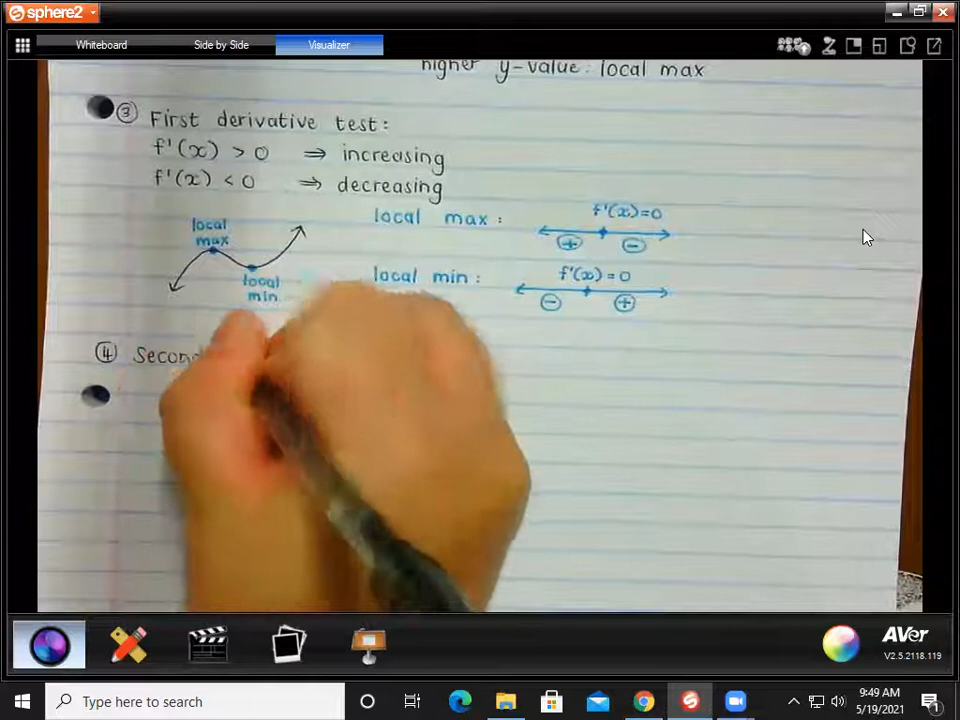 sphere2
Whiteboard Side by Side Visualizer
higher y-value: local max
③ First derivative test:
f'(x) > 0 ⇒ increasing
f'(x) < 0 ⇒ decreasing
local max
local min
local max: f'(x)=0
+ −
local min: f'(x)=0
− +
④
AVer
V2.5.2118.119
Type here to search
9:49 AM
5/19/2021
1